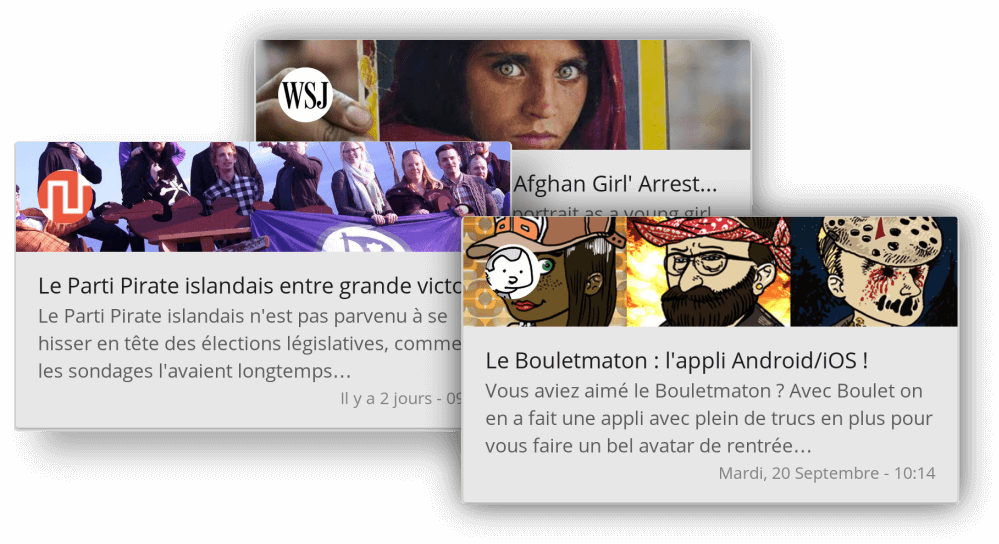 WSJ
Afghan Girl' Arrest...
portrait as a young girl
Le Parti Pirate islandais entre grande victo
Le Parti Pirate islandais n'est pas parvenu à se
hisser en tête des élections législatives, comme
les sondages l'avaient longtemps...
Il y a 2 jours - 09
Le Bouletmaton : l'appli Android/iOS !
Vous aviez aimé le Bouletmaton ? Avec Boulet on
en a fait une appli avec plein de trucs en plus pour
vous faire un bel avatar de rentrée...
Mardi, 20 Septembre - 10:14